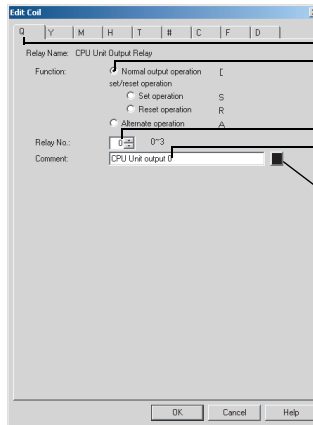 Edit Coil
Q Y M H T # C F D
Relay Name: CPU Unit Output Relay
Function: Normal output operation [
set/reset operation
Set operation S
Reset operation R
Alternate operation A
Relay No.: 0 0~3
Comment: CPU Unit output 0
OK Cancel Help